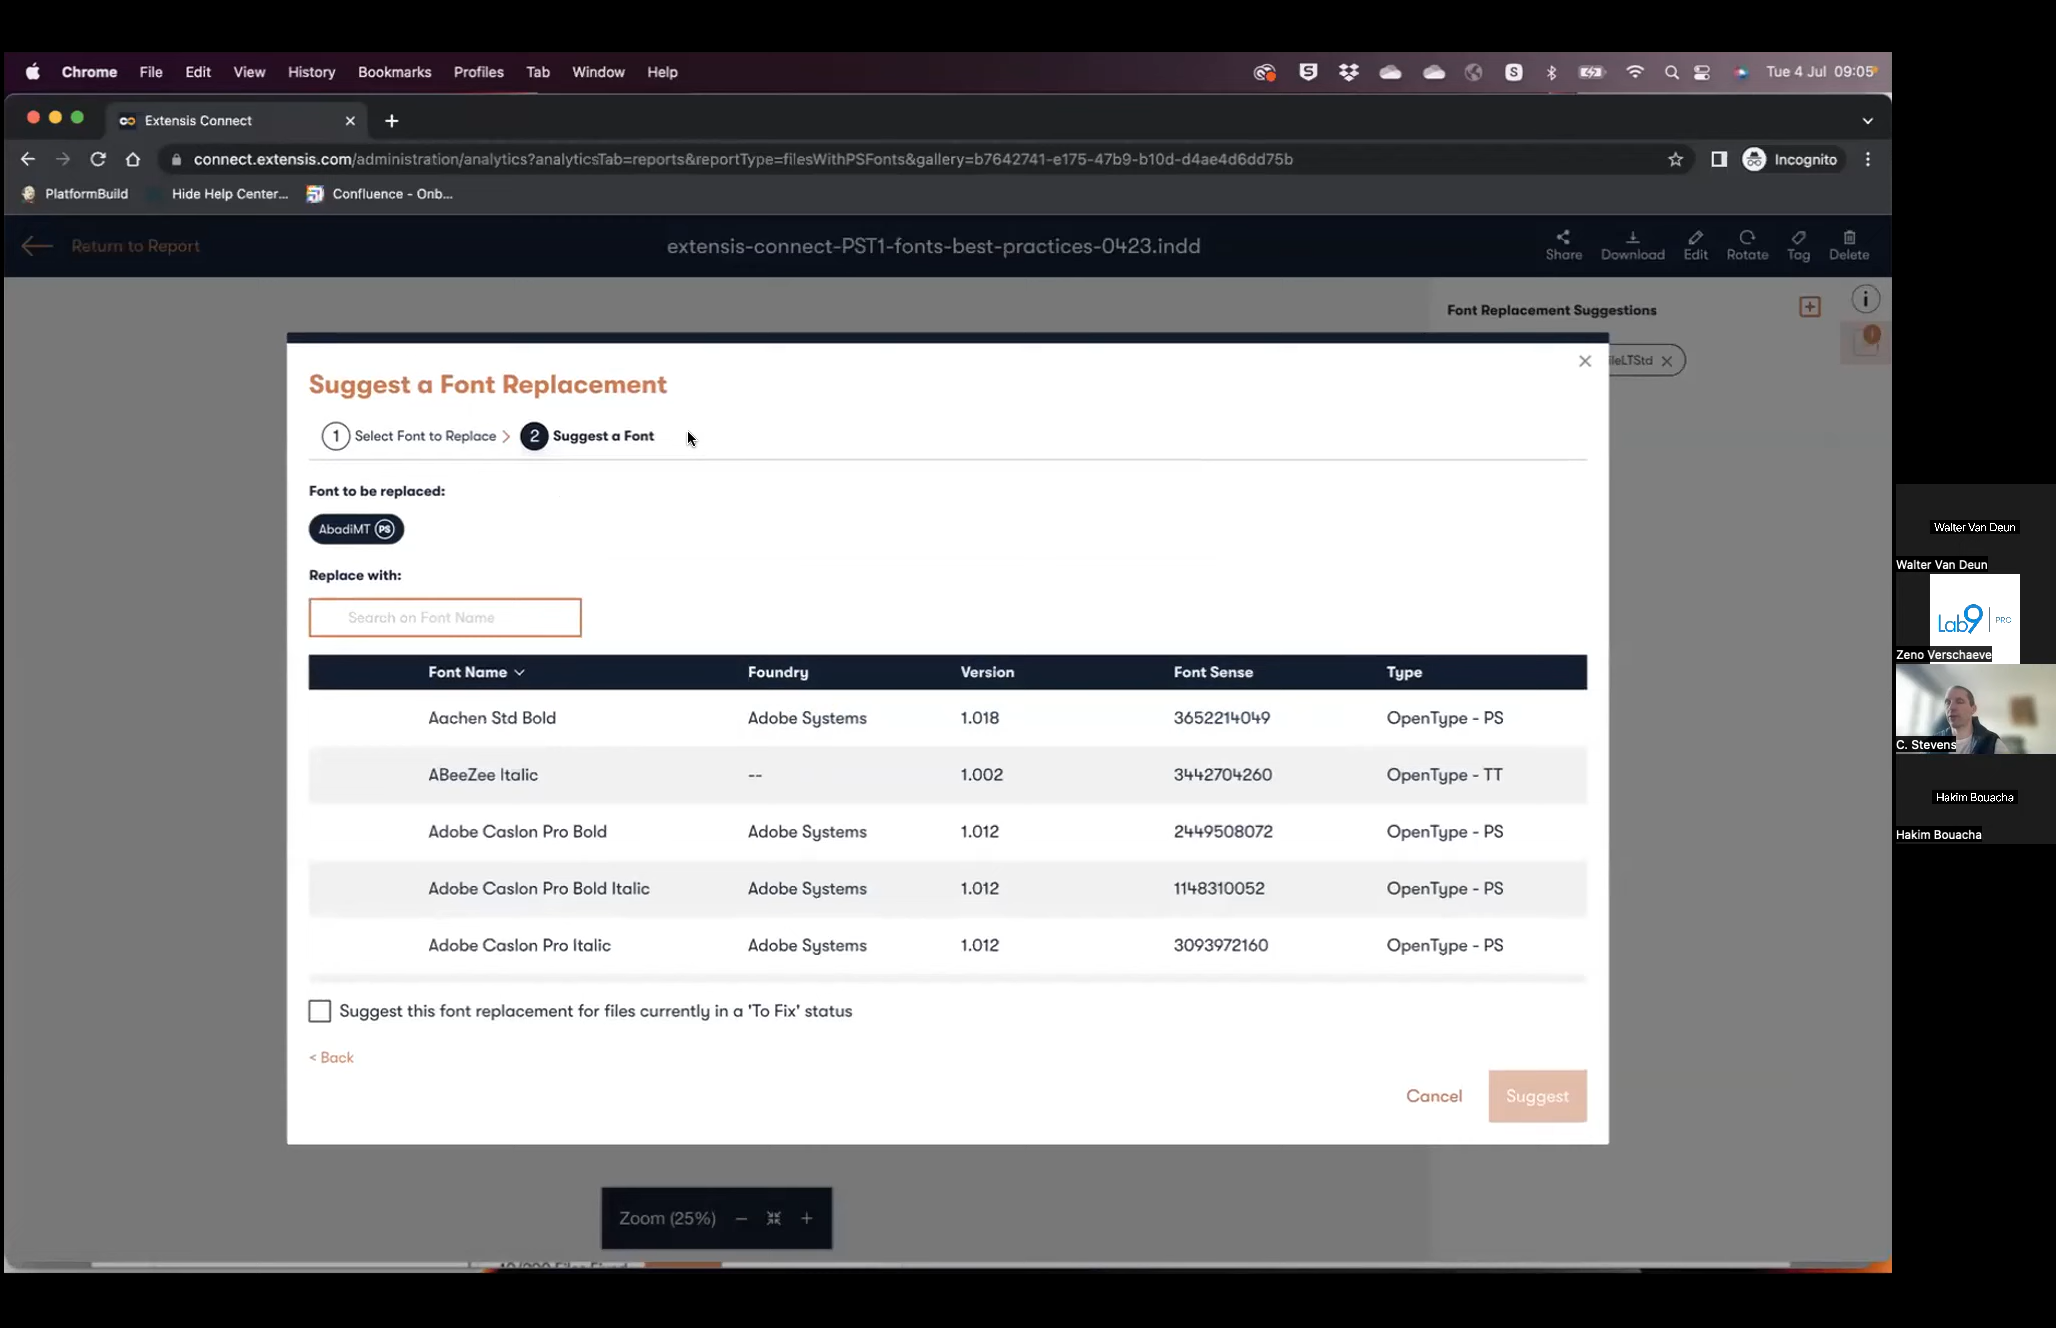 Chrome File Edit View History Bookmarks Profiles Tab Window Help
Tue 4 Jul 09:05
Extensis Connect
connect.extensis.com/administration/analytics?analyticsTab=reports&reportType=filesWithPSFonts&gallery=b7642741-e175-47b9-b10d-d4ae4d6dd75b
Incognito
PlatformBuild Hide Help Center... Confluence - Onb...
Return to Report
extensis-connect-PST1-fonts-best-practices-0423.indd
Share Download Edit Rotate Tag Delete
Font Replacement Suggestions
ileLTStd
Suggest a Font Replacement
1 Select Font to Replace > 2 Suggest a Font
Font to be replaced:
AbadiMT PS
Replace with:
Search on Font Name
Font Name Foundry Version Font Sense Type
Aachen Std Bold Adobe Systems 1.018 3652214049 OpenType - PS
ABeeZee Italic -- 1.002 3442704260 OpenType - TT
Adobe Caslon Pro Bold Adobe Systems 1.012 2449508072 OpenType - PS
Adobe Caslon Pro Bold Italic Adobe Systems 1.012 1148310052 OpenType - PS
Adobe Caslon Pro Italic Adobe Systems 1.012 3093972160 OpenType - PS
Suggest this font replacement for files currently in a 'To Fix' status
< Back
Cancel Suggest
Zoom (25%) - +
Walter Van Deun
Walter Van Deun
Lab9 | PRO
Zeno Verschaeve
C. Stevens
Hakim Bouacha
Hakim Bouacha